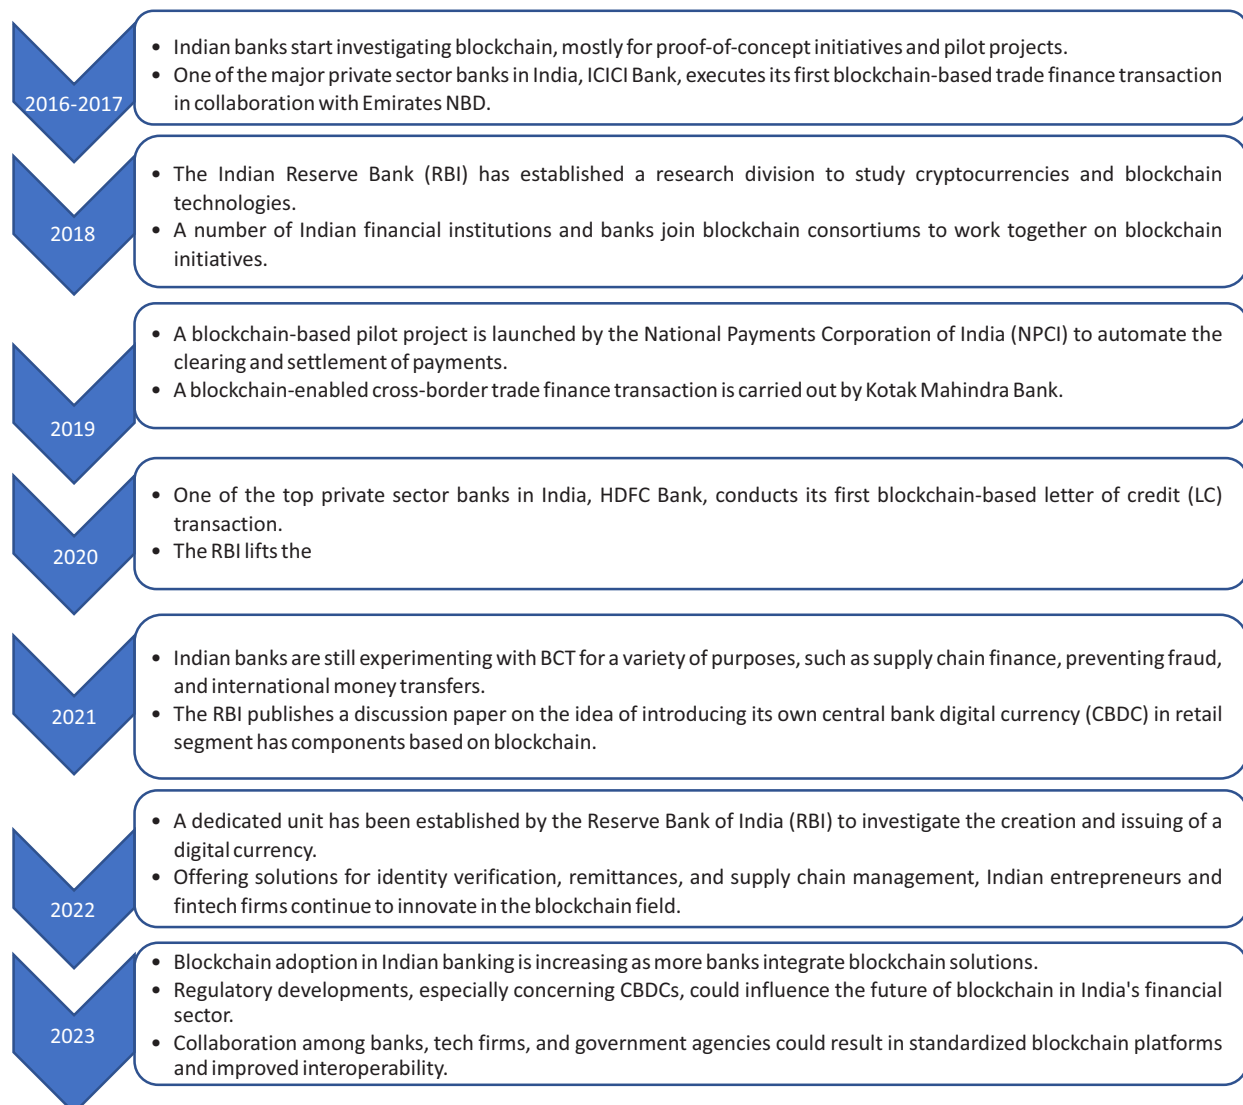 2016-2017
• Indian banks start investigating blockchain, mostly for proof-of-concept initiatives and pilot projects.
• One of the major private sector banks in India, ICICI Bank, executes its first blockchain-based trade finance transaction
in collaboration with Emirates NBD.
2018
• The Indian Reserve Bank (RBI) has established a research division to study cryptocurrencies and blockchain
technologies.
• A number of Indian financial institutions and banks join blockchain consortiums to work together on blockchain
initiatives.
2019
• A blockchain-based pilot project is launched by the National Payments Corporation of India (NPCI) to automate the
clearing and settlement of payments.
• A blockchain-enabled cross-border trade finance transaction is carried out by Kotak Mahindra Bank.
2020
• One of the top private sector banks in India, HDFC Bank, conducts its first blockchain-based letter of credit (LC)
transaction.
• The RBI lifts the
2021
• Indian banks are still experimenting with BCT for a variety of purposes, such as supply chain finance, preventing fraud,
and international money transfers.
• The RBI publishes a discussion paper on the idea of introducing its own central bank digital currency (CBDC) in retail
segment has components based on blockchain.
2022
• A dedicated unit has been established by the Reserve Bank of India (RBI) to investigate the creation and issuing of a
digital currency.
• Offering solutions for identity verification, remittances, and supply chain management, Indian entrepreneurs and
fintech firms continue to innovate in the blockchain field.
2023
• Blockchain adoption in Indian banking is increasing as more banks integrate blockchain solutions.
• Regulatory developments, especially concerning CBDCs, could influence the future of blockchain in India's financial
sector.
• Collaboration among banks, tech firms, and government agencies could result in standardized blockchain platforms
and improved interoperability.